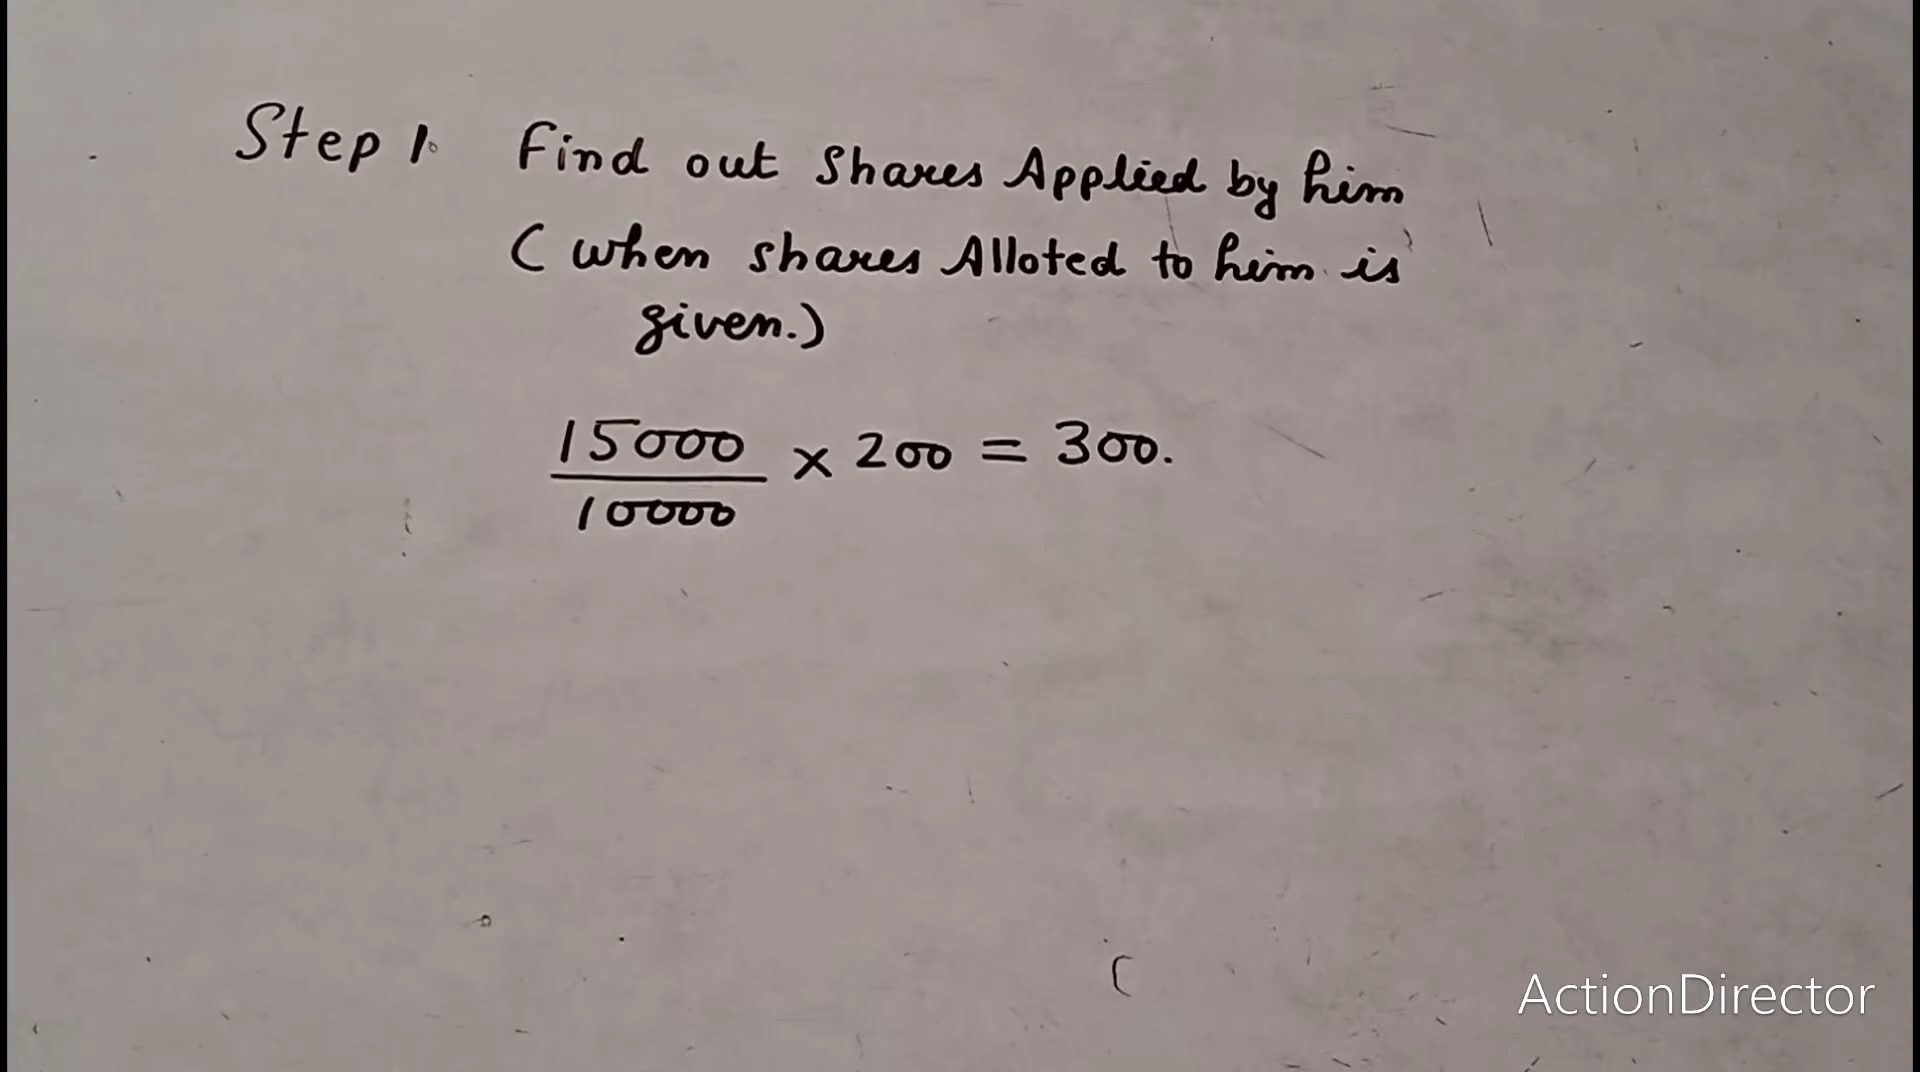 Step 1. Find out Shares Applied by him
( when shares Alloted to him is
given.)
15000
10000
× 200 = 300.
ActionDirector